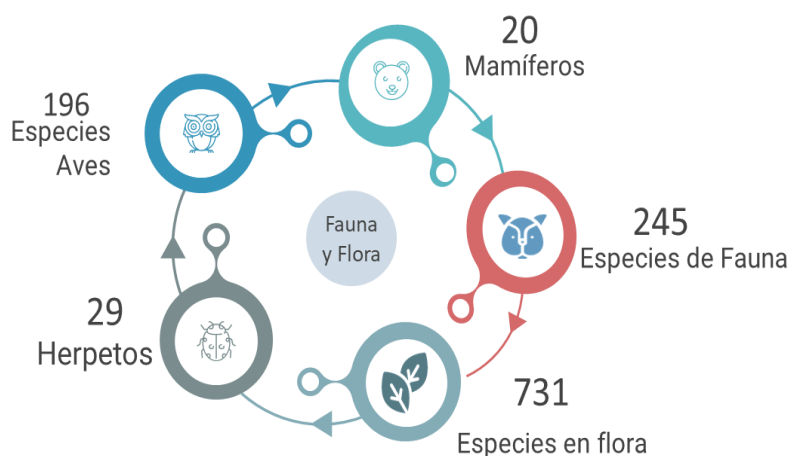 20
Mamíferos
196
Especies
Aves
245
Especies de Fauna
Fauna
y Flora
29
Herpetos
731
Especies en flora